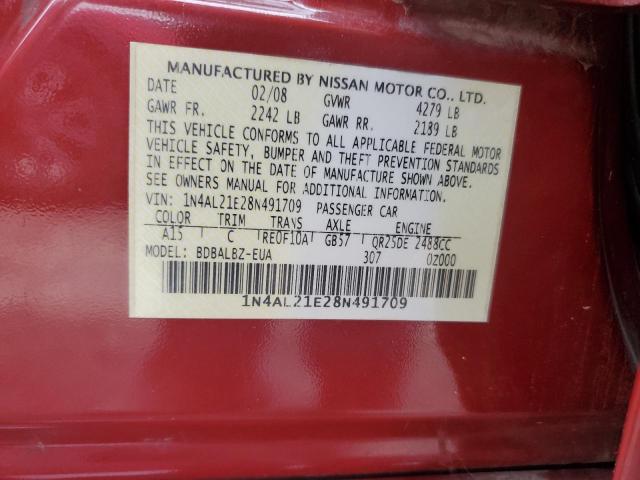 MANUFACTURED BY NISSAN MOTOR CO., LTD.
DATE 02/08 GVWR 4279 LB
GAWR FR. 2242 LB GAWR RR. 2189 LB
THIS VEHICLE CONFORMS TO ALL APPLICABLE FEDERAL MOTOR
VEHICLE SAFETY, BUMPER AND THEFT PREVENTION STANDARDS
IN EFFECT ON THE DATE OF MANUFACTURE SHOWN ABOVE.
SEE OWNERS MANUAL FOR ADDITIONAL INFORMATION.
VIN: 1N4AL21E28N491709 PASSENGER CAR
COLOR TRIM TRANS AXLE ENGINE
A15 C RE0F10A GB57 QR25DE 2488CC
MODEL: BDBALBZ-EUA 307 0Z000
1N4AL21E28N491709